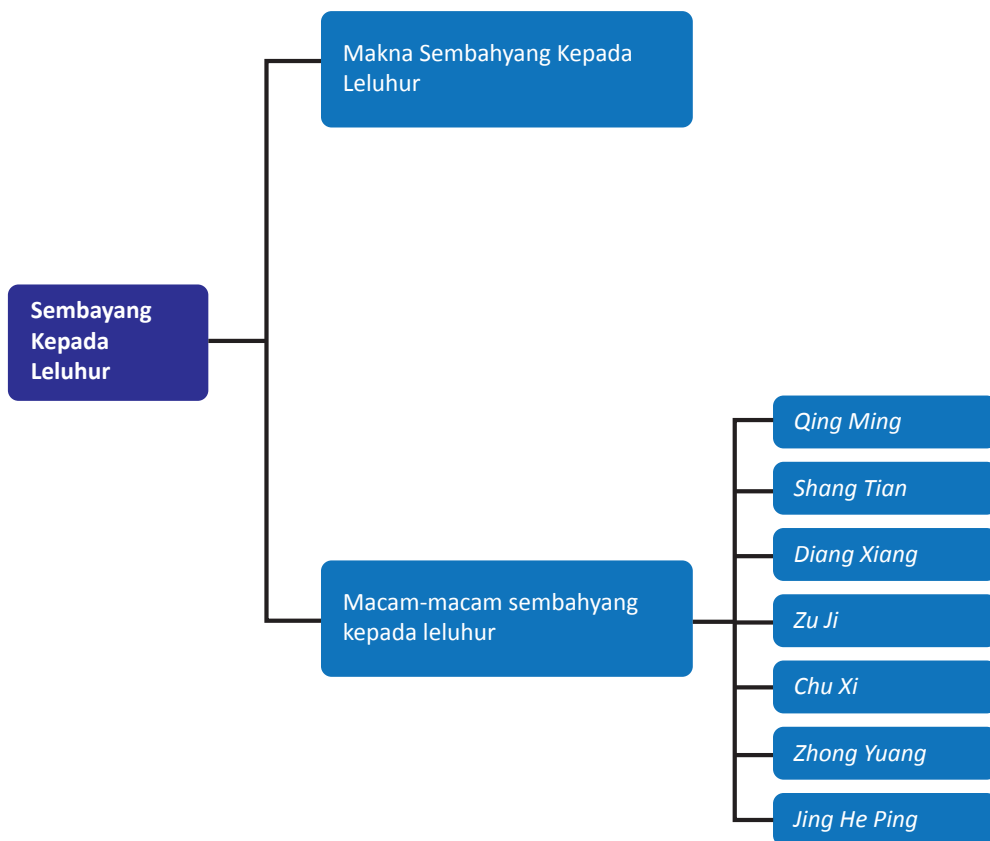 Makna Sembahyang Kepada
Leluhur
Sembayang
Kepada
Leluhur
Macam-macam sembahyang
kepada leluhur
Qing Ming
Shang Tian
Diang Xiang
Zu Ji
Chu Xi
Zhong Yuang
Jing He Ping